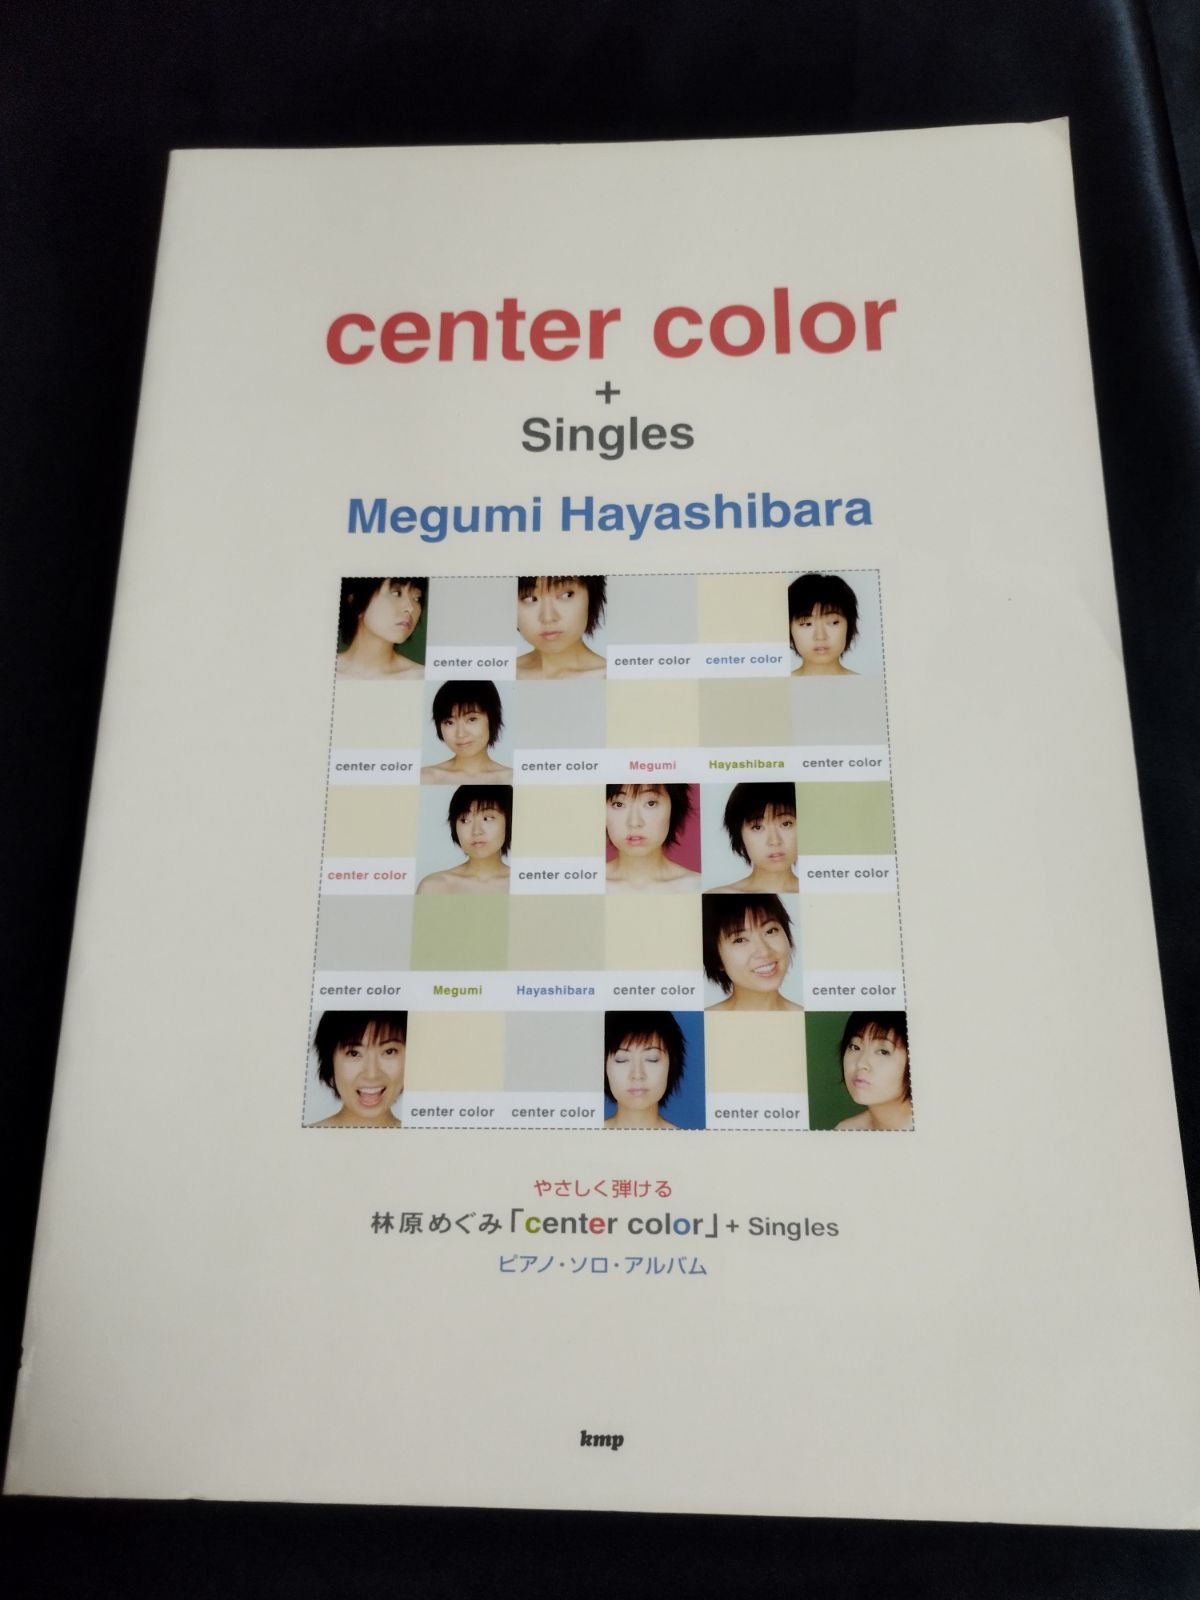 center color
+
Singles
Megumi Hayashibara
center color center color center color
center color center color Megumi Hayashibara center color
center color center color center color
center color Megumi Hayashibara center color center color
center color center color center color
やさしく弾ける
林原めぐみ「center color」+ Singles
ピアノ・ソロ・アルバム
kmp